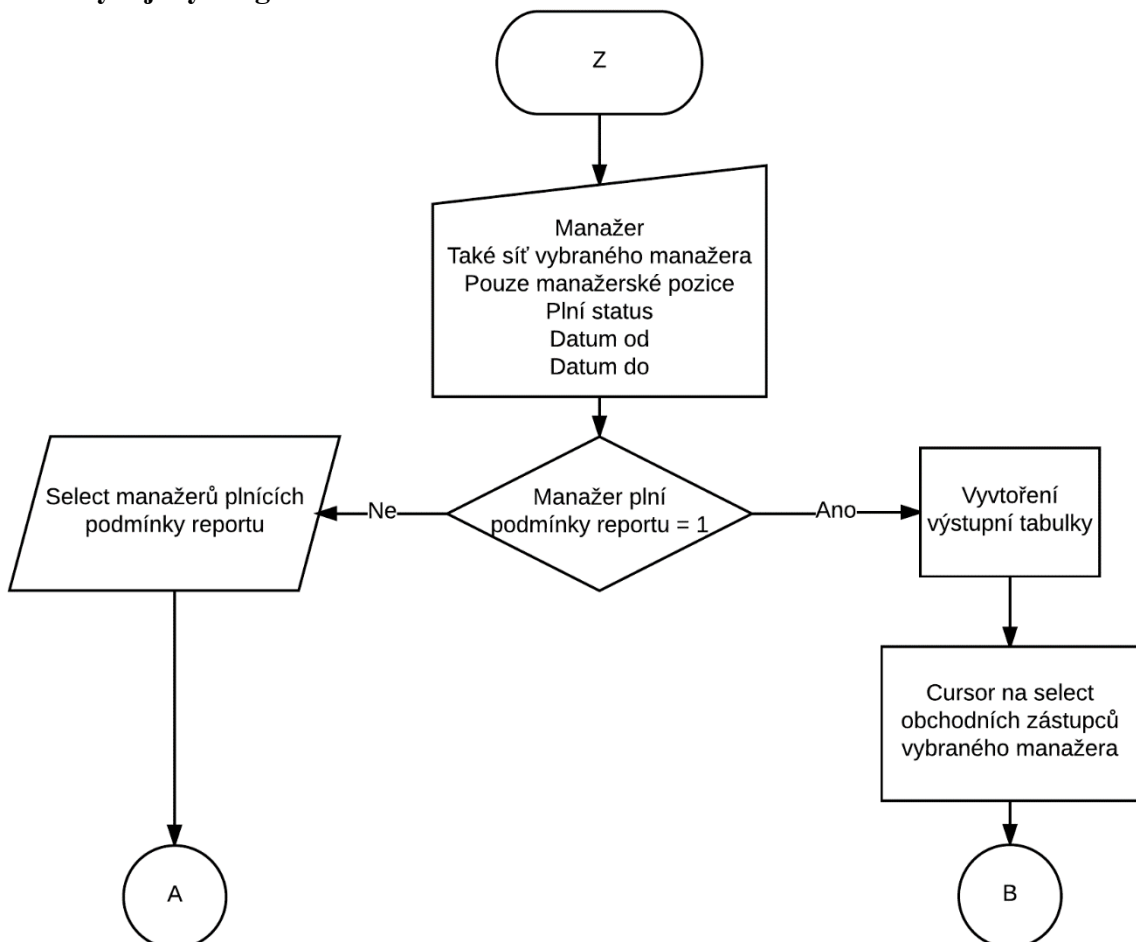 Z
Manažer
Také síť vybraného manažera
Pouze manažerské pozice
Plní status
Datum od
Datum do
Select manažerů plnících
podmínky reportu
Ne
Manažer plní
podmínky reportu = 1
Ano
Vyvtoření
výstupní tabulky
Cursor na select
obchodních zástupců
vybraného manažera
A
B